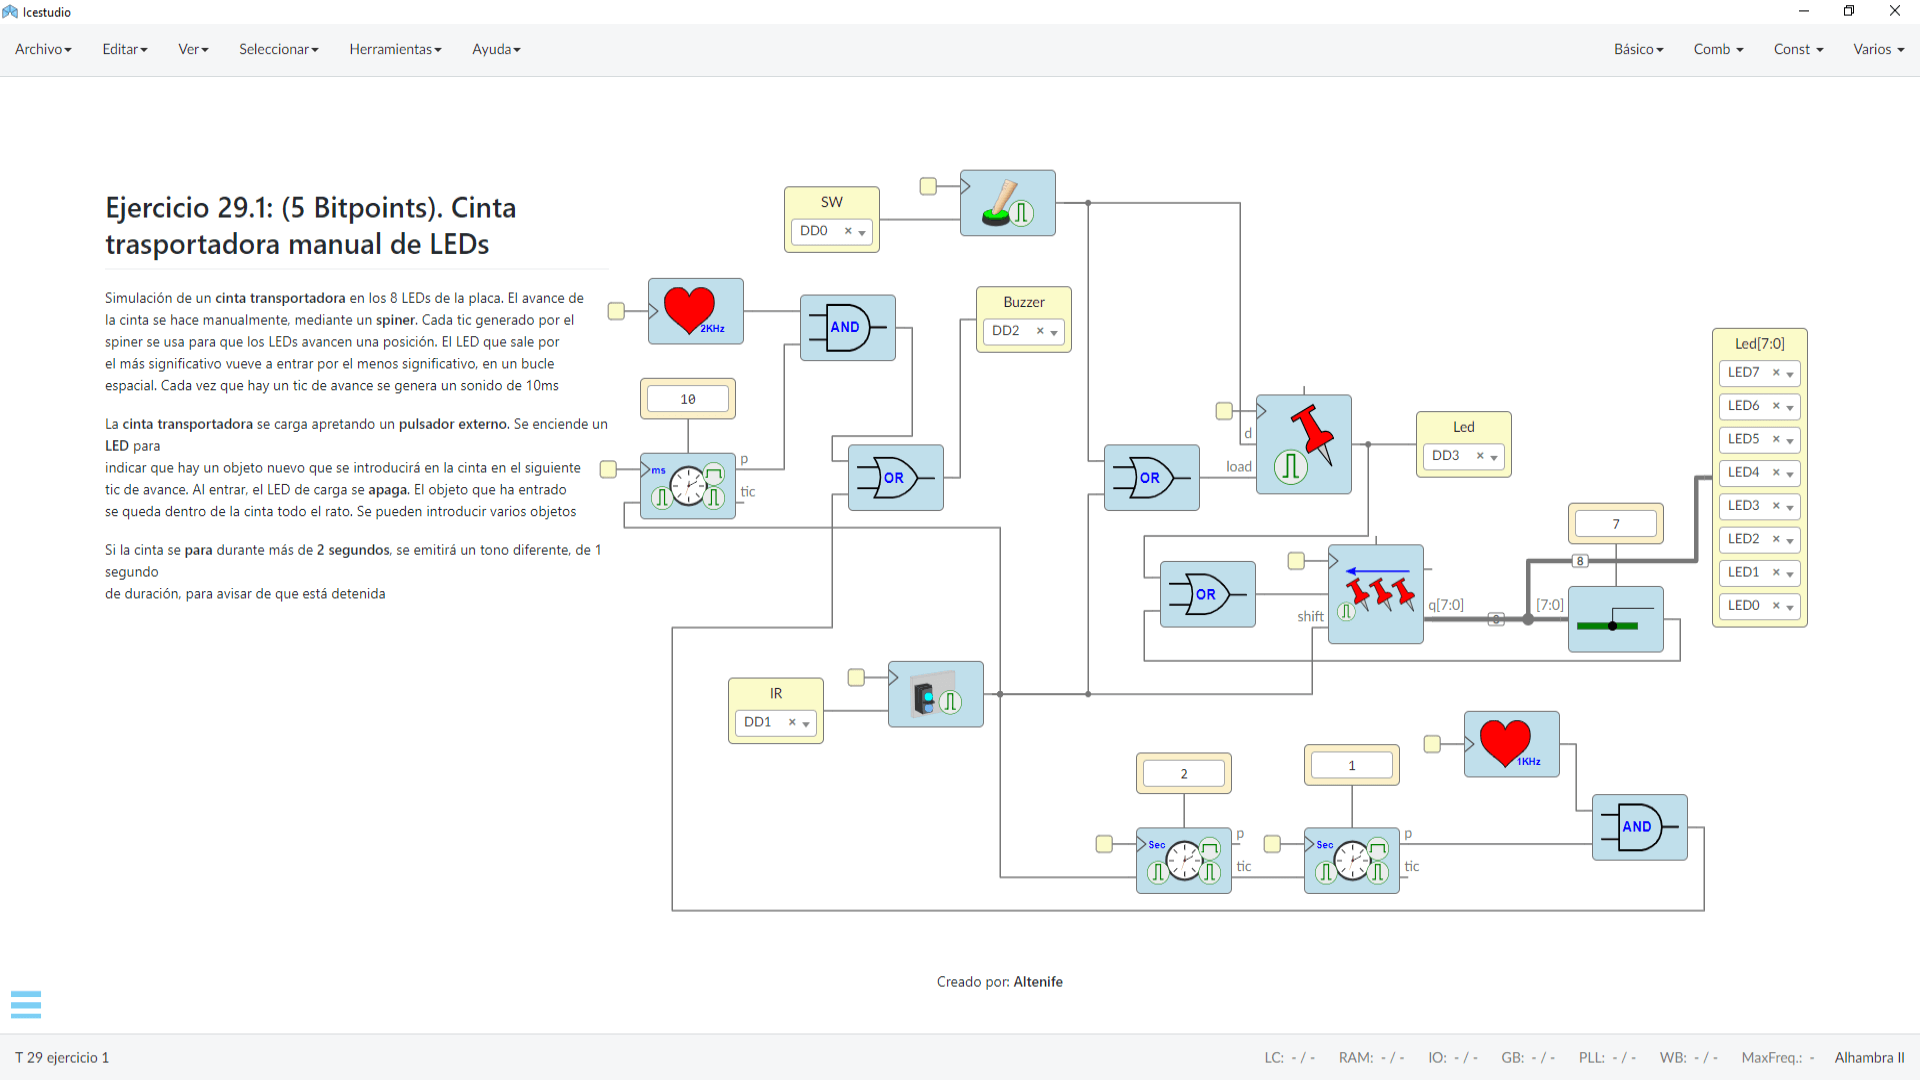 Icestudio
Archivo Editar Ver Seleccionar Herramientas Ayuda Básico Comb Const Varios
Ejercicio 29.1: (5 Bitpoints). Cinta
trasportadora manual de LEDs
Simulación de un cinta transportadora en los 8 LEDs de la placa. El avance de
la cinta se hace manualmente, mediante un spiner. Cada tic generado por el
spiner se usa para que los LEDs avancen una posición. El LED que sale por
el más significativo vueve a entrar por el menos significativo, en un bucle
espacial. Cada vez que hay un tic de avance se genera un sonido de 10ms
La cinta transportadora se carga apretando un pulsador externo. Se enciende un
LED para
indicar que hay un objeto nuevo que se introducirá en la cinta en el siguiente
tic de avance. Al entrar, el LED de carga se apaga. El objeto que ha entrado
se queda dentro de la cinta todo el rato. Se pueden introducir varios objetos
Si la cinta se para durante más de 2 segundos, se emitirá un tono diferente, de 1
segundo
de duración, para avisar de que está detenida
SW
DD0
2KHz
AND
Buzzer
DD2
10
ms
p
tic
OR
OR
d
load
Led
DD3
Led[7:0]
LED7
LED6
LED5
LED4
LED3
LED2
LED1
LED0
7
8
OR
shift
q[7:0]
8
[7:0]
IR
DD1
1KHz
2
1
Sec
p
tic
Sec
p
tic
AND
Creado por: Altenife
T 29 ejercicio 1
LC: - / - RAM: - / - IO: - / - GB: - / - PLL: - / - WB: - / - MaxFreq.: - Alhambra II